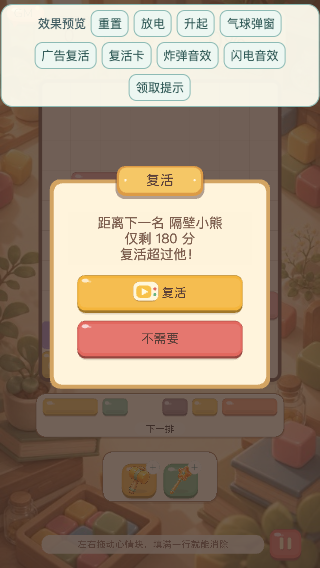 效果预览 重置 放电 升起 气球弹窗
广告复活 复活卡 炸弹音效 闪电音效
领取提示
复活
距离下一名 隔壁小熊
仅剩 180 分
复活超过他！
复活
不需要
下一排
左右拖动心情块，填满一行就能消除